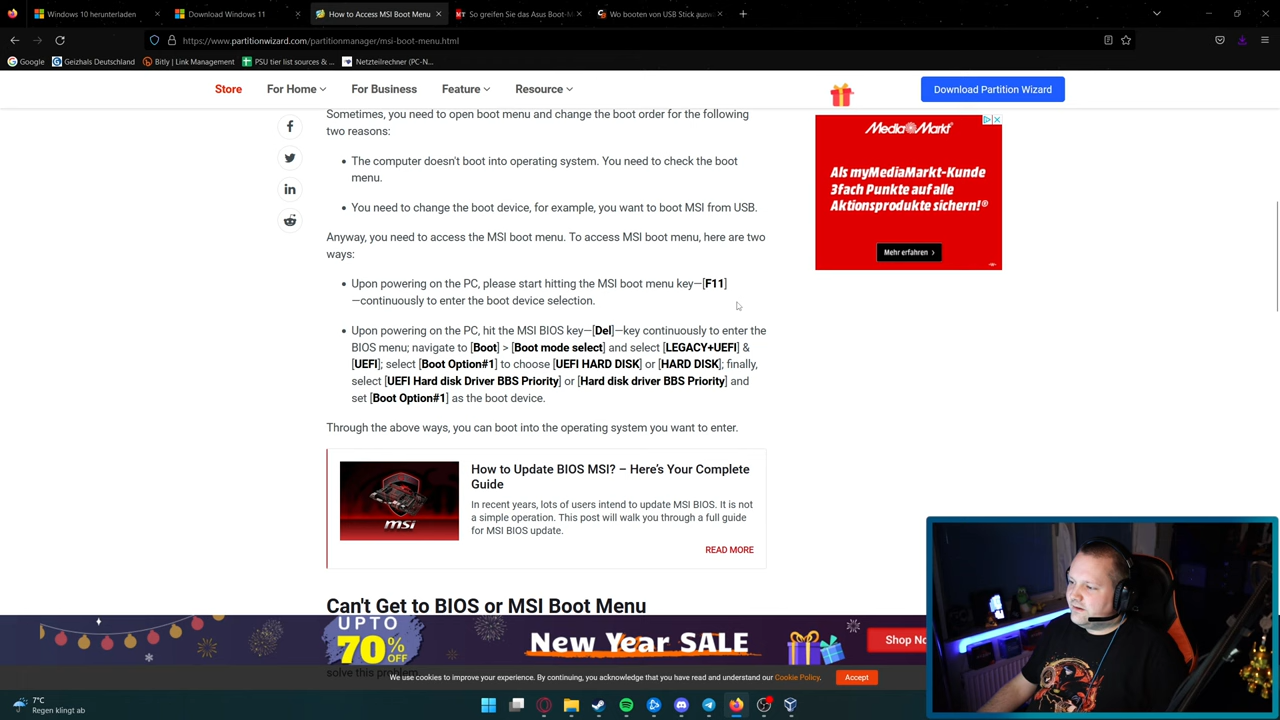 Windows 10 herunterladen
Download Windows 11
How to Access MSI Boot Menu
So greifen Sie das Asus Boot-M
Wo booten von USB Stick ausw
https://www.partitionwizard.com/partitionmanager/msi-boot-menu.html
Google
Geizhals Deutschland
Bitly | Link Management
PSU tier list sources & ...
Netzteilrechner (PC-N...
Store
For Home
For Business
Feature
Resource
Download Partition Wizard
Sometimes, you need to open boot menu and change the boot order for the following
two reasons:
The computer doesn't boot into operating system. You need to check the boot
menu.
You need to change the boot device, for example, you want to boot MSI from USB.
Anyway, you need to access the MSI boot menu. To access MSI boot menu, here are two
ways:
Upon powering on the PC, please start hitting the MSI boot menu key—[F11]
—continuously to enter the boot device selection.
Upon powering on the PC, hit the MSI BIOS key—[Del]—key continuously to enter the
BIOS menu; navigate to [Boot] > [Boot mode select] and select [LEGACY+UEFI] &
[UEFI]; select [Boot Option#1] to choose [UEFI HARD DISK] or [HARD DISK]; finally,
select [UEFI Hard disk Driver BBS Priority] or [Hard disk driver BBS Priority] and
set [Boot Option#1] as the boot device.
Through the above ways, you can boot into the operating system you want to enter.
MediaMarkt
Als myMediaMarkt-Kunde
3fach Punkte auf alle
Aktionsprodukte sichern!®
Mehr erfahren
msi
How to Update BIOS MSI? – Here's Your Complete
Guide
In recent years, lots of users intend to update MSI BIOS. It is not
a simple operation. This post will walk you through a full guide
for MSI BIOS update.
READ MORE
Can't Get to BIOS or MSI Boot Menu
UPTO
70% OFF
New Year SALE
Shop No
solve this problem
We use cookies to improve your experience. By continuing, you acknowledge that you have read and understand our Cookie Policy.
Accept
7°C
Regen klingt ab